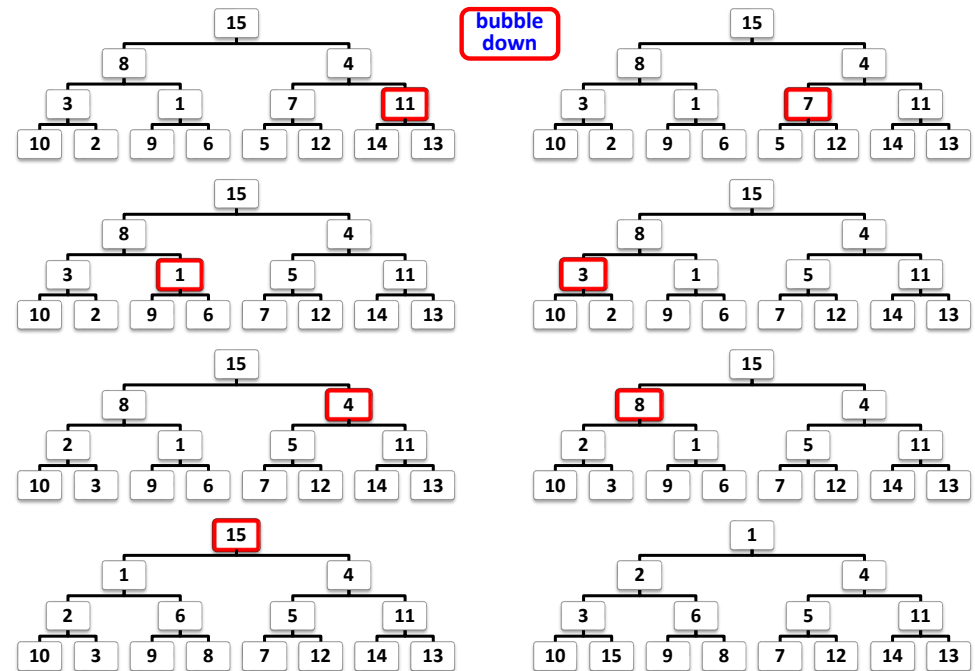 15
bubble
down
15
8 4
8 4
3 1 7 11
3 1 7 11
10 2 9 6 5 12 14 13
10 2 9 6 5 12 14 13
15
15
8 4
8 4
3 1 5 11
3 1 5 11
10 2 9 6 7 12 14 13
10 2 9 6 7 12 14 13
15
15
8 4
8 4
2 1 5 11
2 1 5 11
10 3 9 6 7 12 14 13
10 3 9 6 7 12 14 13
15
1
1 4
2 4
2 6 5 11
3 6 5 11
10 3 9 8 7 12 14 13
10 15 9 8 7 12 14 13